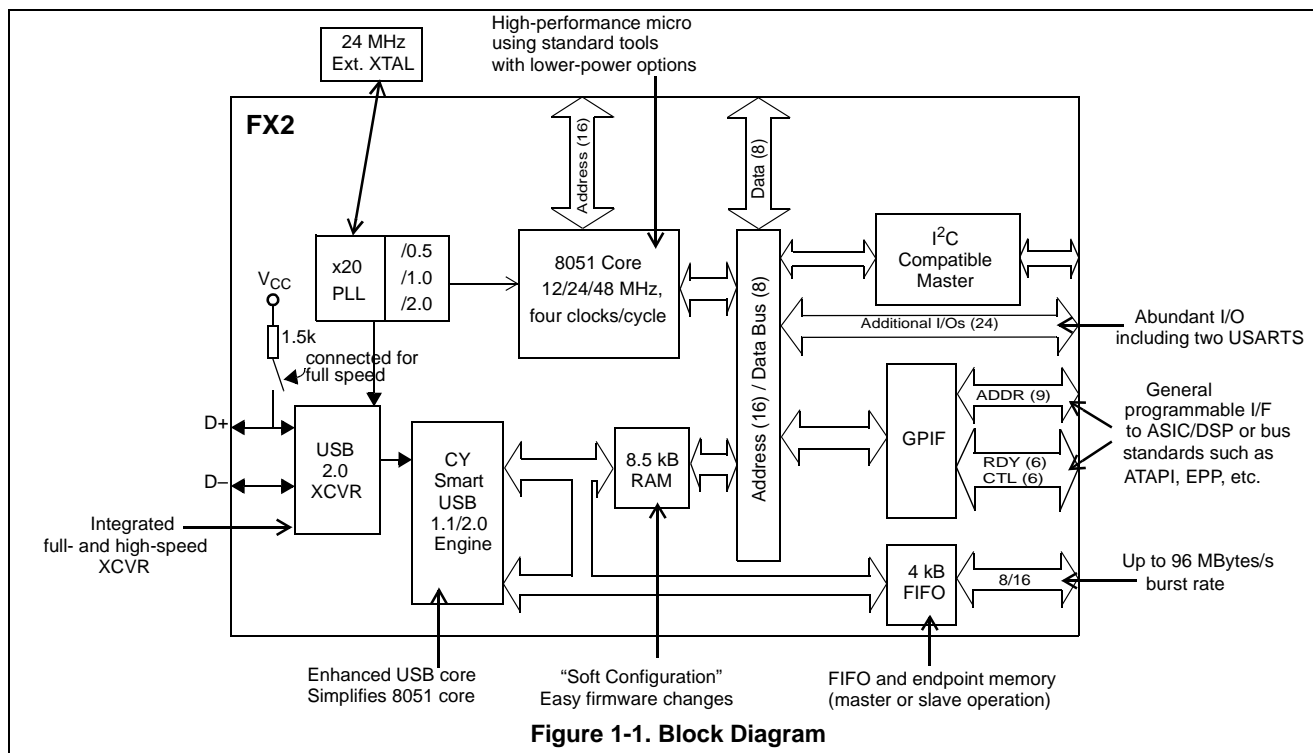 High-performance micro
using standard tools
with lower-power options
24 MHz
Ext. XTAL
FX2
Address (16)
Data (8)
x20
PLL
/0.5
/1.0
/2.0
8051 Core
12/24/48 MHz,
four clocks/cycle
I2C
Compatible
Master
VCC
1.5k
connected for
full speed
Address (16) / Data Bus (8)
Additional I/Os (24)
Abundant I/O
including two USARTS
D+
D–
USB
2.0
XCVR
CY
Smart
USB
1.1/2.0
Engine
8.5 kB
RAM
GPIF
ADDR (9)
RDY (6)
CTL (6)
General
programmable I/F
to ASIC/DSP or bus
standards such as
ATAPI, EPP, etc.
Integrated
full- and high-speed
XCVR
4 kB
FIFO
8/16
Up to 96 MBytes/s
burst rate
Enhanced USB core
Simplifies 8051 core
“Soft Configuration”
Easy firmware changes
FIFO and endpoint memory
(master or slave operation)
Figure 1-1. Block Diagram